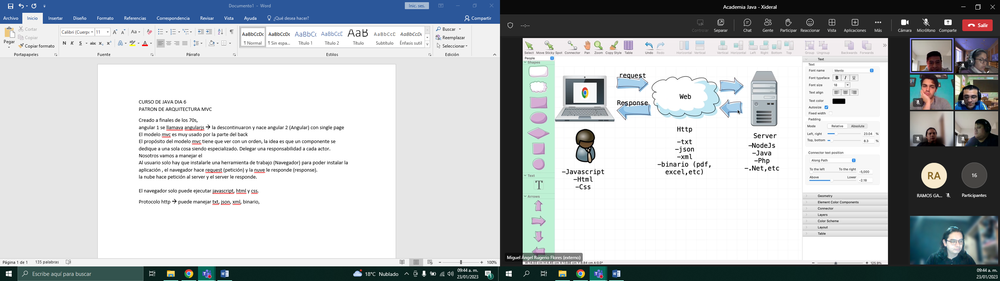 Documento1 - Word
Inic. ses.
Archivo Inicio Insertar Diseño Formato Referencias Correspondencia Revisar Vista Ayuda ¿Qué desea hacer? Compartir
Pegar
Cortar
Copiar
Copiar formato
Portapapeles
Calibri (Cuerpo 11
N K S abc x₂ x²
Fuente
Párrafo
AaBbCcDc AaBbCcDc AaBbCc AaBbCcC AaB AaBbCcC AaBbCcDc
¶ Normal ¶ Sin espa... Título 1 Título 2 Título Subtítulo Énfasis sutil
Estilos
Buscar
Reemplazar
Seleccionar
Edición
CURSO DE JAVA DIA 6
PATRON DE ARQUITECTURA MVC
Creado a finales de los 70s,
angular 1 se llamava angularjs → la descontinuaron y nace angular 2 (Angular) con single page
El modelo mvc es muy usado por la parte del back
El propósito del modelo mvc tiene que ver con un orden, la idea es que un componente se
dedique a una sola cosa siendo especializado. Delegar una responsabilidad a cada actor.
Nosotros vamos a manejar el
Al usuario solo hay que instalarle una herramienta de trabajo (Navegador) para poder instalar la
aplicación , el navegador hace request (petición) y la nuve le responde (response).
la nube hace petición al server y el server le responde.
El navegador solo puede ejecutar javascript, html y css.
Protocolo http → puede manejar txt, json, xml, binario,
Página 1 de 1 135 palabras
100%
Escribe aquí para buscar
18°C Nublado
09:44 a. m.
23/01/2023
1
Academia Java - Xideral
--:--
Controlar Separar Chat Gente Participar Reaccionar Vista Aplicaciones Más Cámara Micrófono Comparte Salir
Select Move Sticky Spot Connector Pan Zoom Copy Style Table Undo Redo Horizontal Vertical Vertical Horizontal Left Right Bottom Top Group Ungroup Backwards Forwards
People
Shapes
Text
T
Arrows
request
Response
Web
Http
-txt
-json
-xml
-binario (pdf,
excel,etc)
-Javascript
-Html
-Css
Server
-NodeJs
-Java
-Php
-.Net,etc
Text
Text
Font name Menlo
Font typeface B I U
Font size 18
Text align
Text color
Autosize
Fixed width
Padding
Mode Relative Absolute
Left, right 23.04 %
Top, bottom 8.3 %
Connector text position
Along Path
To the left To the right -5,000
Above Lower -2.18
Geometry
Element Color Components
Connector
Layers
Color Scheme
Layout
Table
Miguel Ángel Rugerio Flores (externo)
W:14.03 cm H:4.45 cm X:13.86 cm Y:8.84 cm A:0.0°
125.9%
RA
RAMOS GA...
16
Participantes
09:44 a. m.
23/01/2023